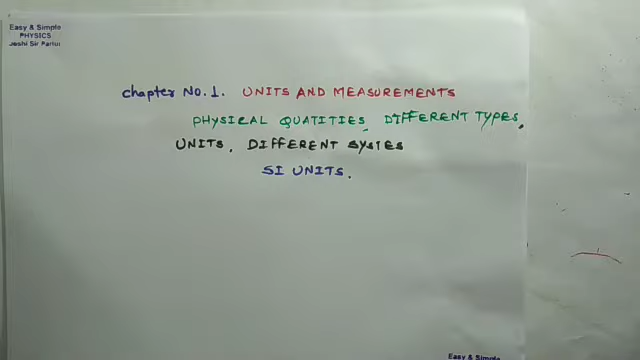 Easy & Simple
PHYSICS
Joshi Sir Partur
chapter No. 1. UNITS AND MEASUREMENTS
PHYSICAL QUATITIES, DIFFERENT TYPES.
UNITS. DIFFERENT SYSTES
SI UNITS.
Easy & Simple